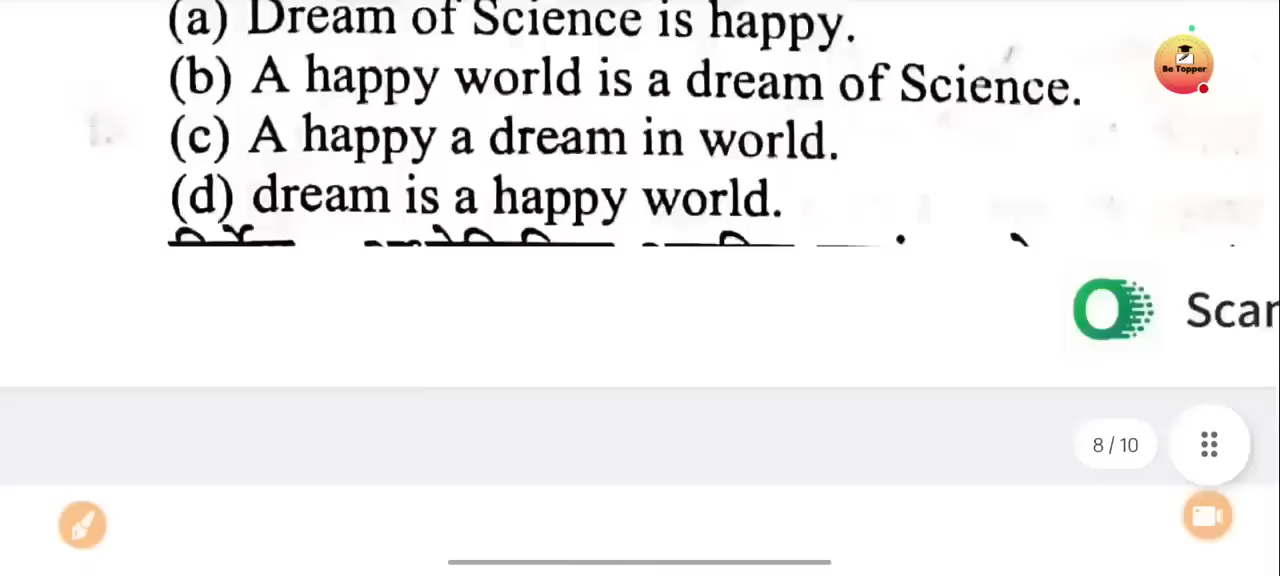 (a) Dream of Science is happy.
Be Topper
(b) A happy world is a dream of Science.
(c) A happy a dream in world.
(d) dream is a happy world.
Scar
8 / 10